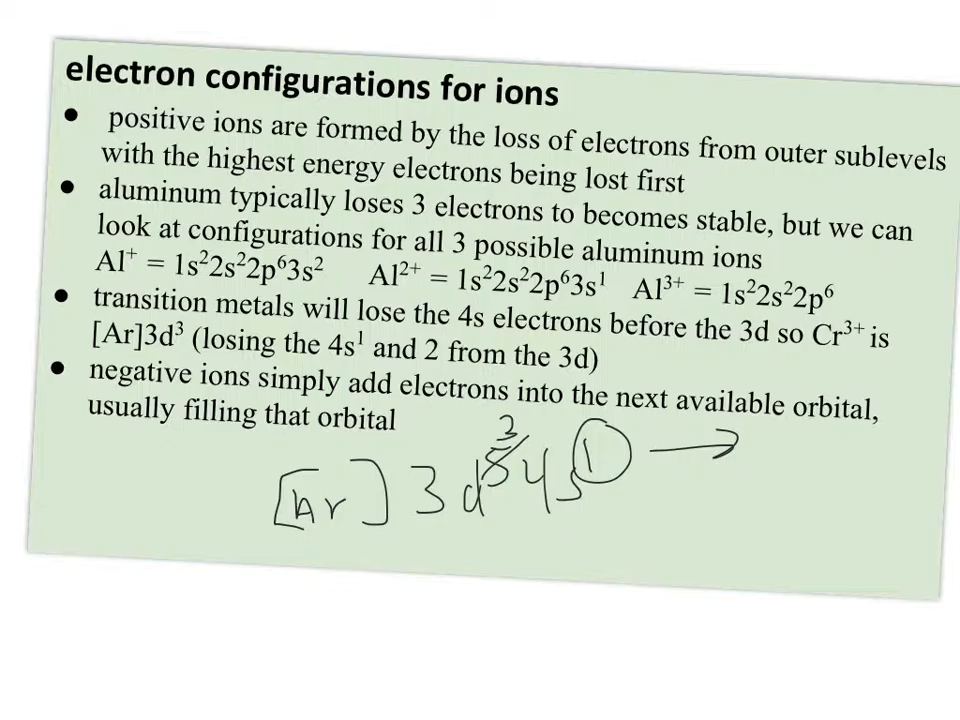 electron configurations for ions
• positive ions are formed by the loss of electrons from outer sublevels
with the highest energy electrons being lost first
• aluminum typically loses 3 electrons to becomes stable, but we can
look at configurations for all 3 possible aluminum ions
Al⁺ = 1s²2s²2p⁶3s² Al²⁺ = 1s²2s²2p⁶3s¹ Al³⁺ = 1s²2s²2p⁶
• transition metals will lose the 4s electrons before the 3d so Cr³⁺ is
[Ar]3d³ (losing the 4s¹ and 2 from the 3d)
• negative ions simply add electrons into the next available orbital,
usually filling that orbital
3
[Ar] 3d⁵4s¹ →